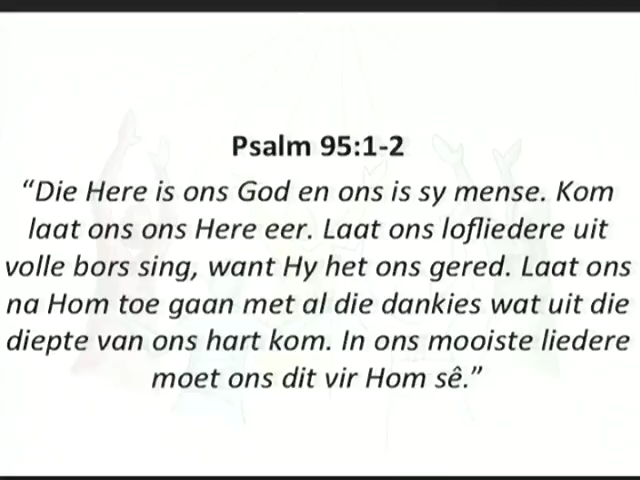 Psalm 95:1-2
“Die Here is ons God en ons is sy mense. Kom
laat ons ons Here eer. Laat ons lofliedere uit
volle bors sing, want Hy het ons gered. Laat ons
na Hom toe gaan met al die dankies wat uit die
diepte van ons hart kom. In ons mooiste liedere
moet ons dit vir Hom sê.”